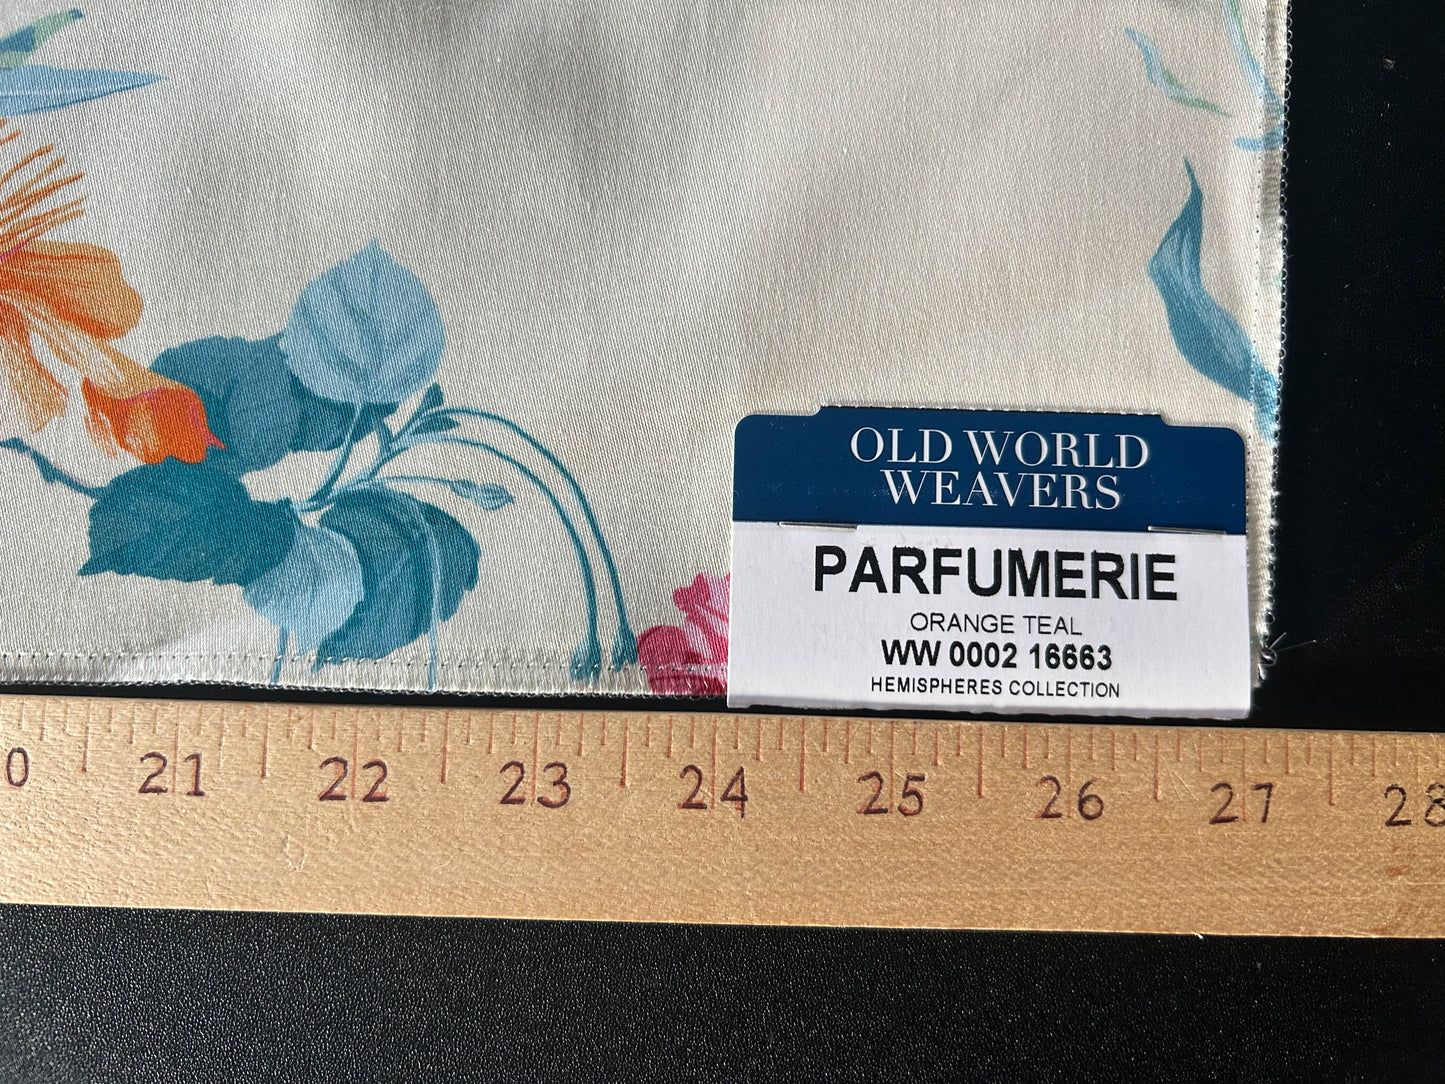 OLD WORLD
WEAVERS
PARFUMERIE
ORANGE TEAL
WW 0002 16663
HEMISPHERES COLLECTION
0 21 22 23 24 25 26 27 28